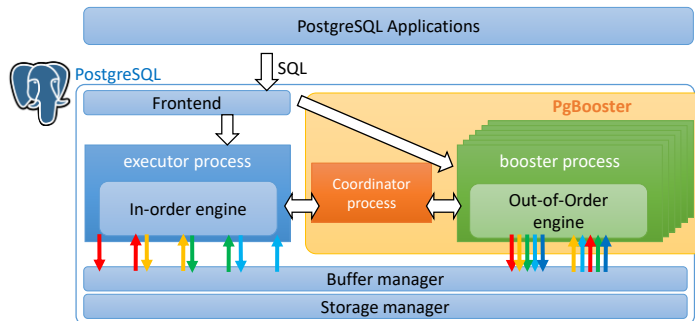 PostgreSQL Applications
SQL
PostgreSQL
Frontend
PgBooster
executor process
booster process
Coordinator
process
In-order engine
Out-of-Order
engine
Buffer manager
Storage manager